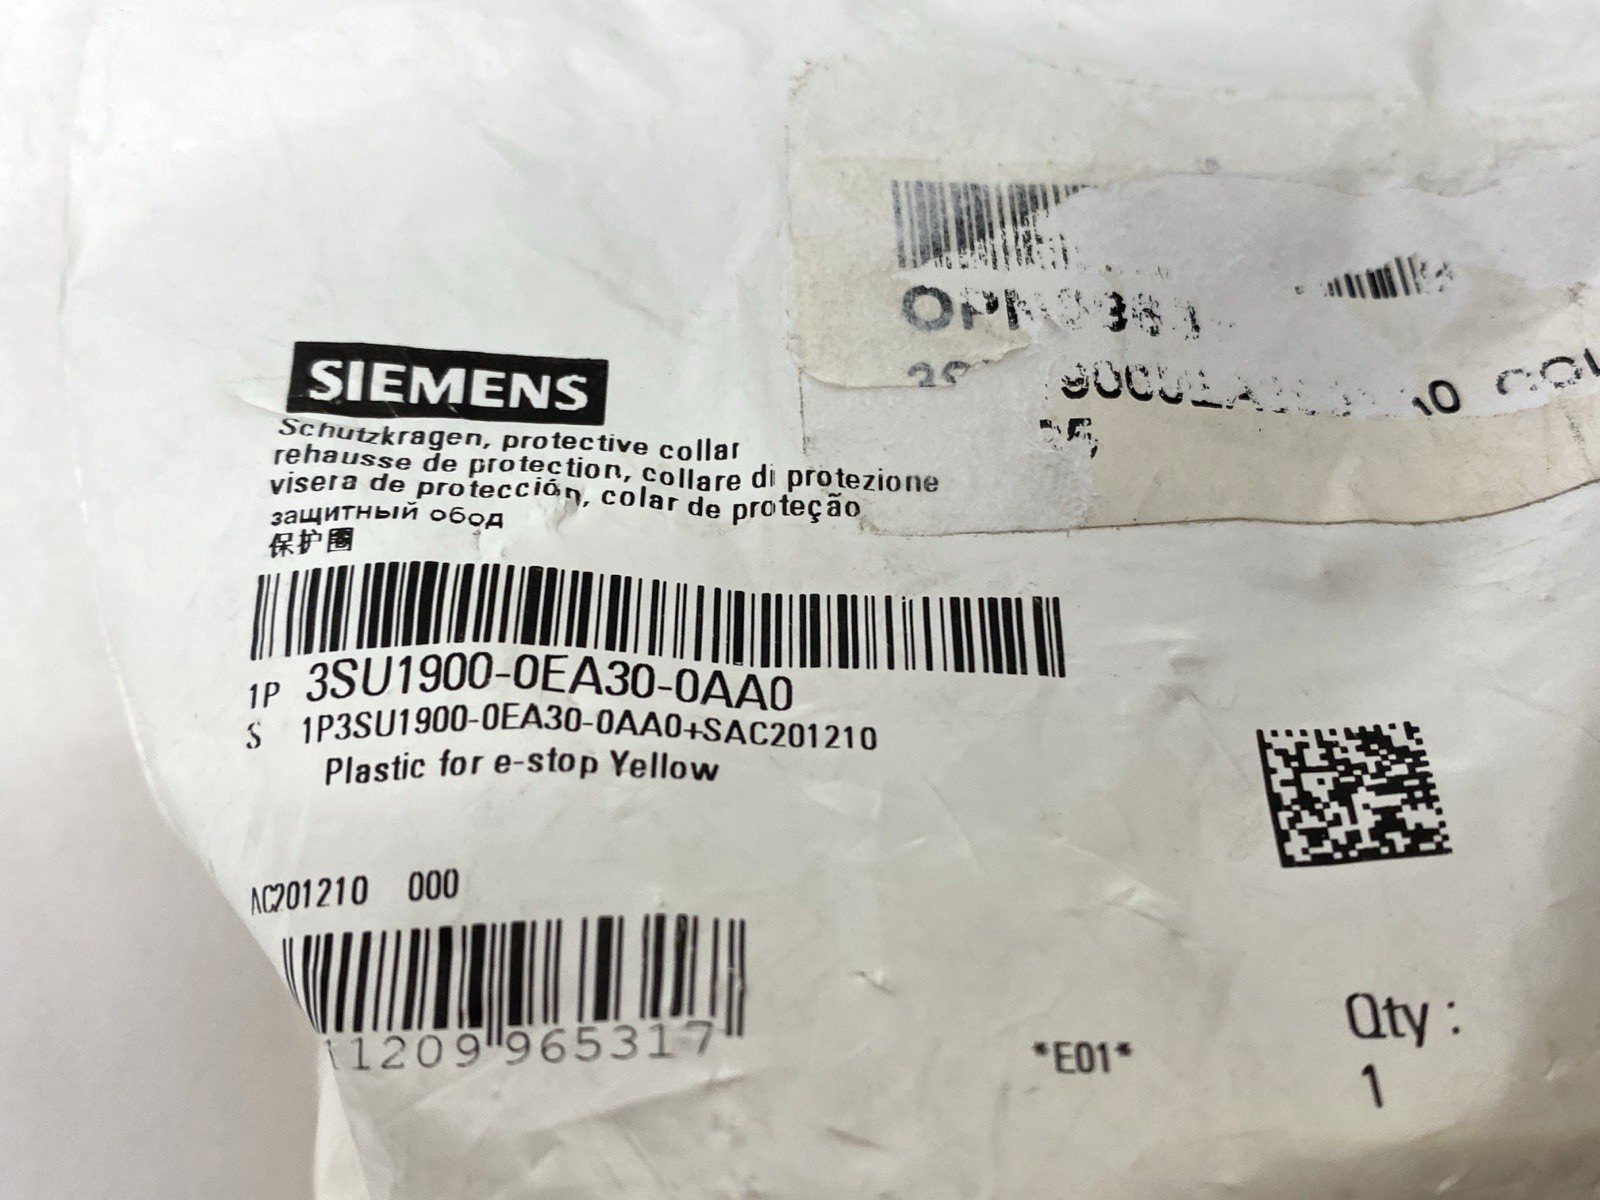 SIEMENS
Schutzkragen, protective collar
rehausse de protection, collare di protezione
visera de protección, colar de proteção
защитный обод
保护圈
1P 3SU1900-0EA30-0AA0
S 1P3SU1900-0EA30-0AA0+SAC201210
Plastic for e-stop Yellow
AC201210 000
11209 965317
*E01*
Qty :
1